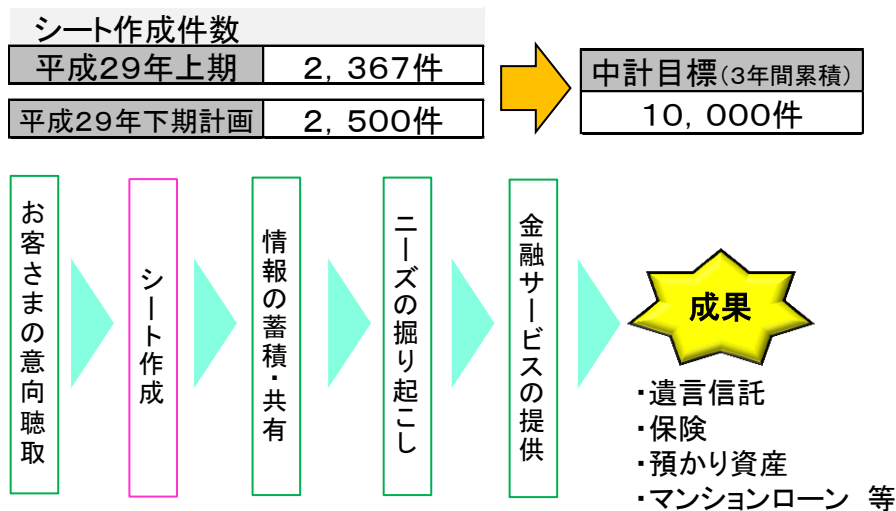 シート作成件数
平成29年上期 2,367件
平成29年下期計画 2,500件
中計目標(3年間累積)
10,000件
お客さまの意向聴取
シート作成
情報の蓄積・共有
ニーズの掘り起こし
金融サービスの提供
成果
・遺言信託
・保険
・預かり資産
・マンションローン 等